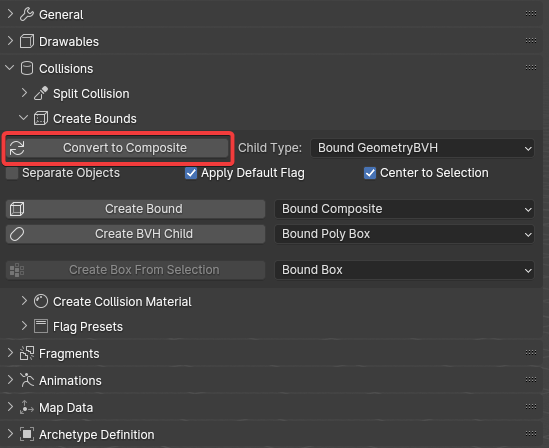 General
Drawables
Collisions
Split Collision
Create Bounds
Convert to Composite Child Type: Bound GeometryBVH
Separate Objects Apply Default Flag Center to Selection
Create Bound Bound Composite
Create BVH Child Bound Poly Box
Create Box From Selection Bound Box
Create Collision Material
Flag Presets
Fragments
Animations
Map Data
Archetype Definition